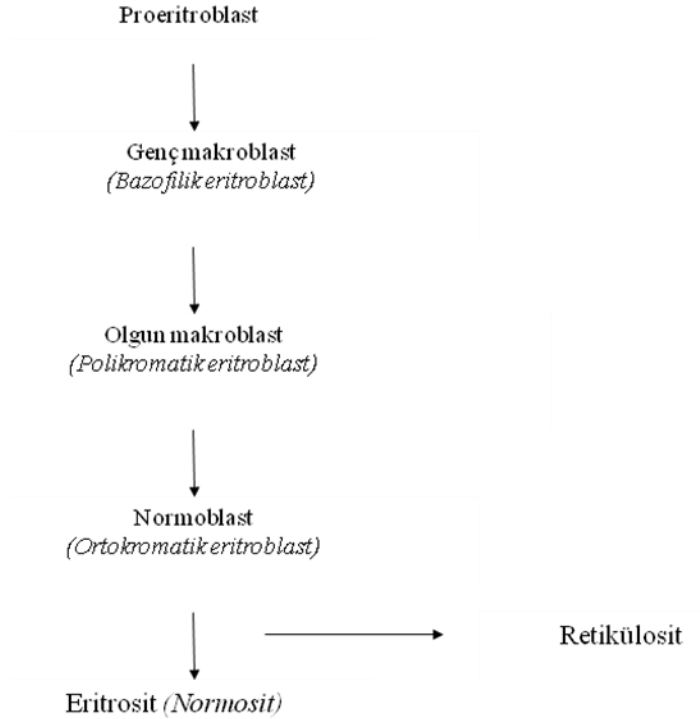 Proeritroblast
Genç makroblast
(Bazofilik eritroblast)
Olgun makroblast
(Polikromatik eritroblast)
Normoblast
(Ortokromatik eritroblast)
Retikülosit
Eritrosit (Normosit)